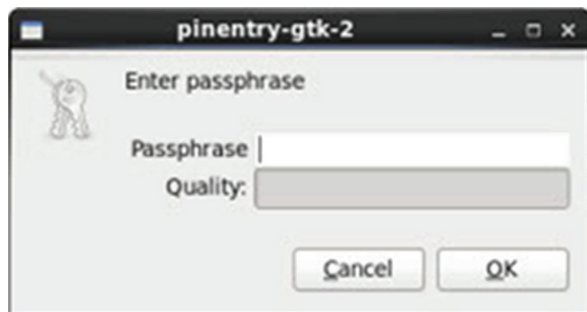 pinentry-gtk-2
Enter passphrase
Passphrase
Quality:
Cancel
OK